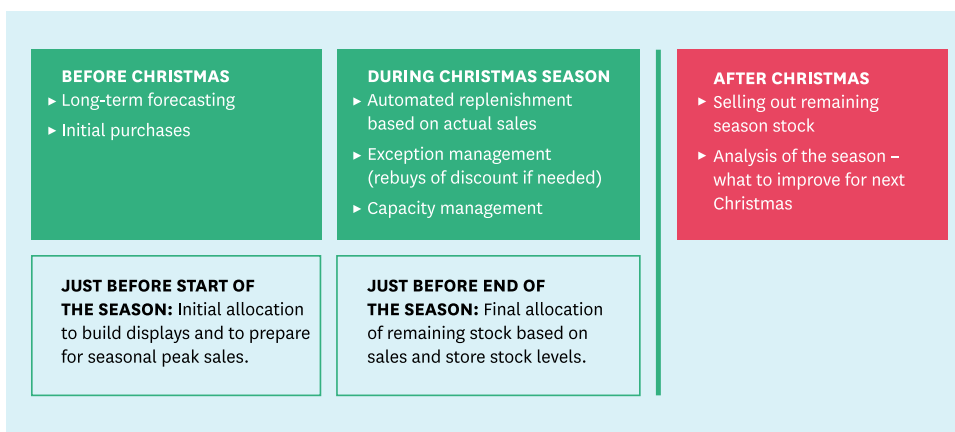 BEFORE CHRISTMAS
▸ Long-term forecasting
▸ Initial purchases
DURING CHRISTMAS SEASON
▸ Automated replenishment
based on actual sales
▸ Exception management
(rebuys of discount if needed)
▸ Capacity management
AFTER CHRISTMAS
▸ Selling out remaining
season stock
▸ Analysis of the season –
what to improve for next
Christmas
JUST BEFORE START OF
THE SEASON: Initial allocation
to build displays and to prepare
for seasonal peak sales.
JUST BEFORE END OF
THE SEASON: Final allocation
of remaining stock based on
sales and store stock levels.